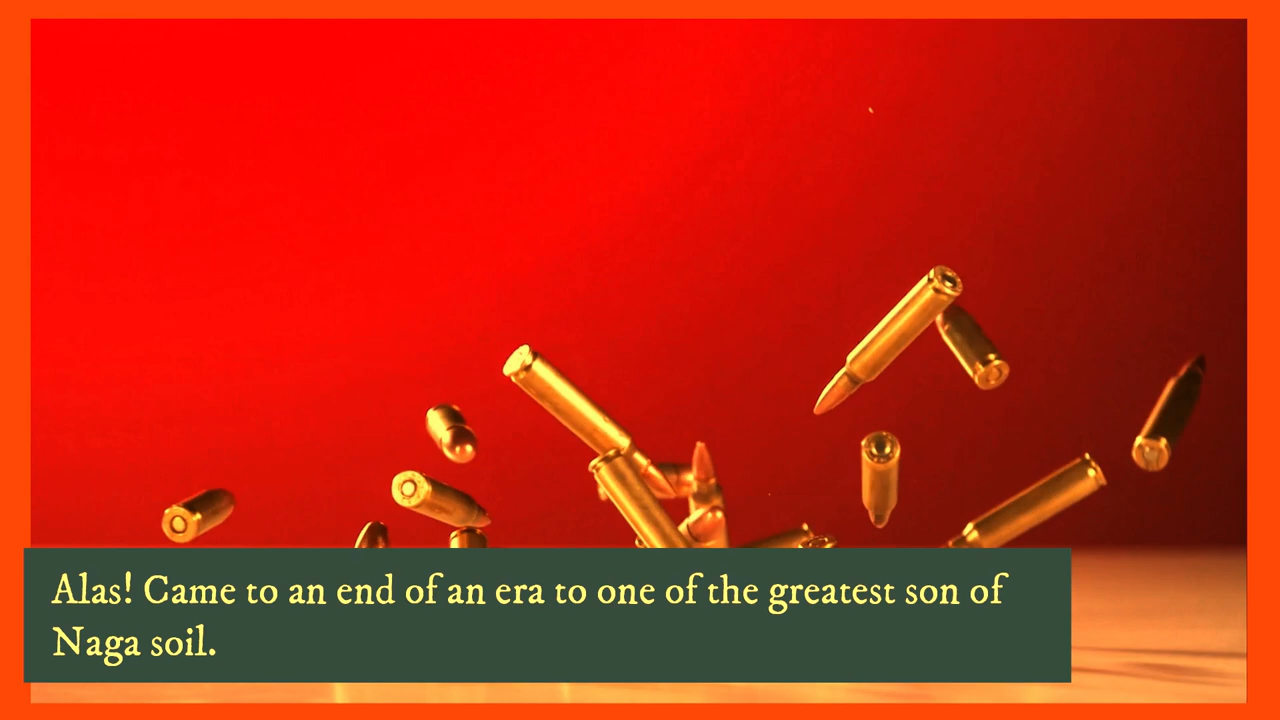 Alas! Came to an end of an era to one of the greatest son of
Naga soil.